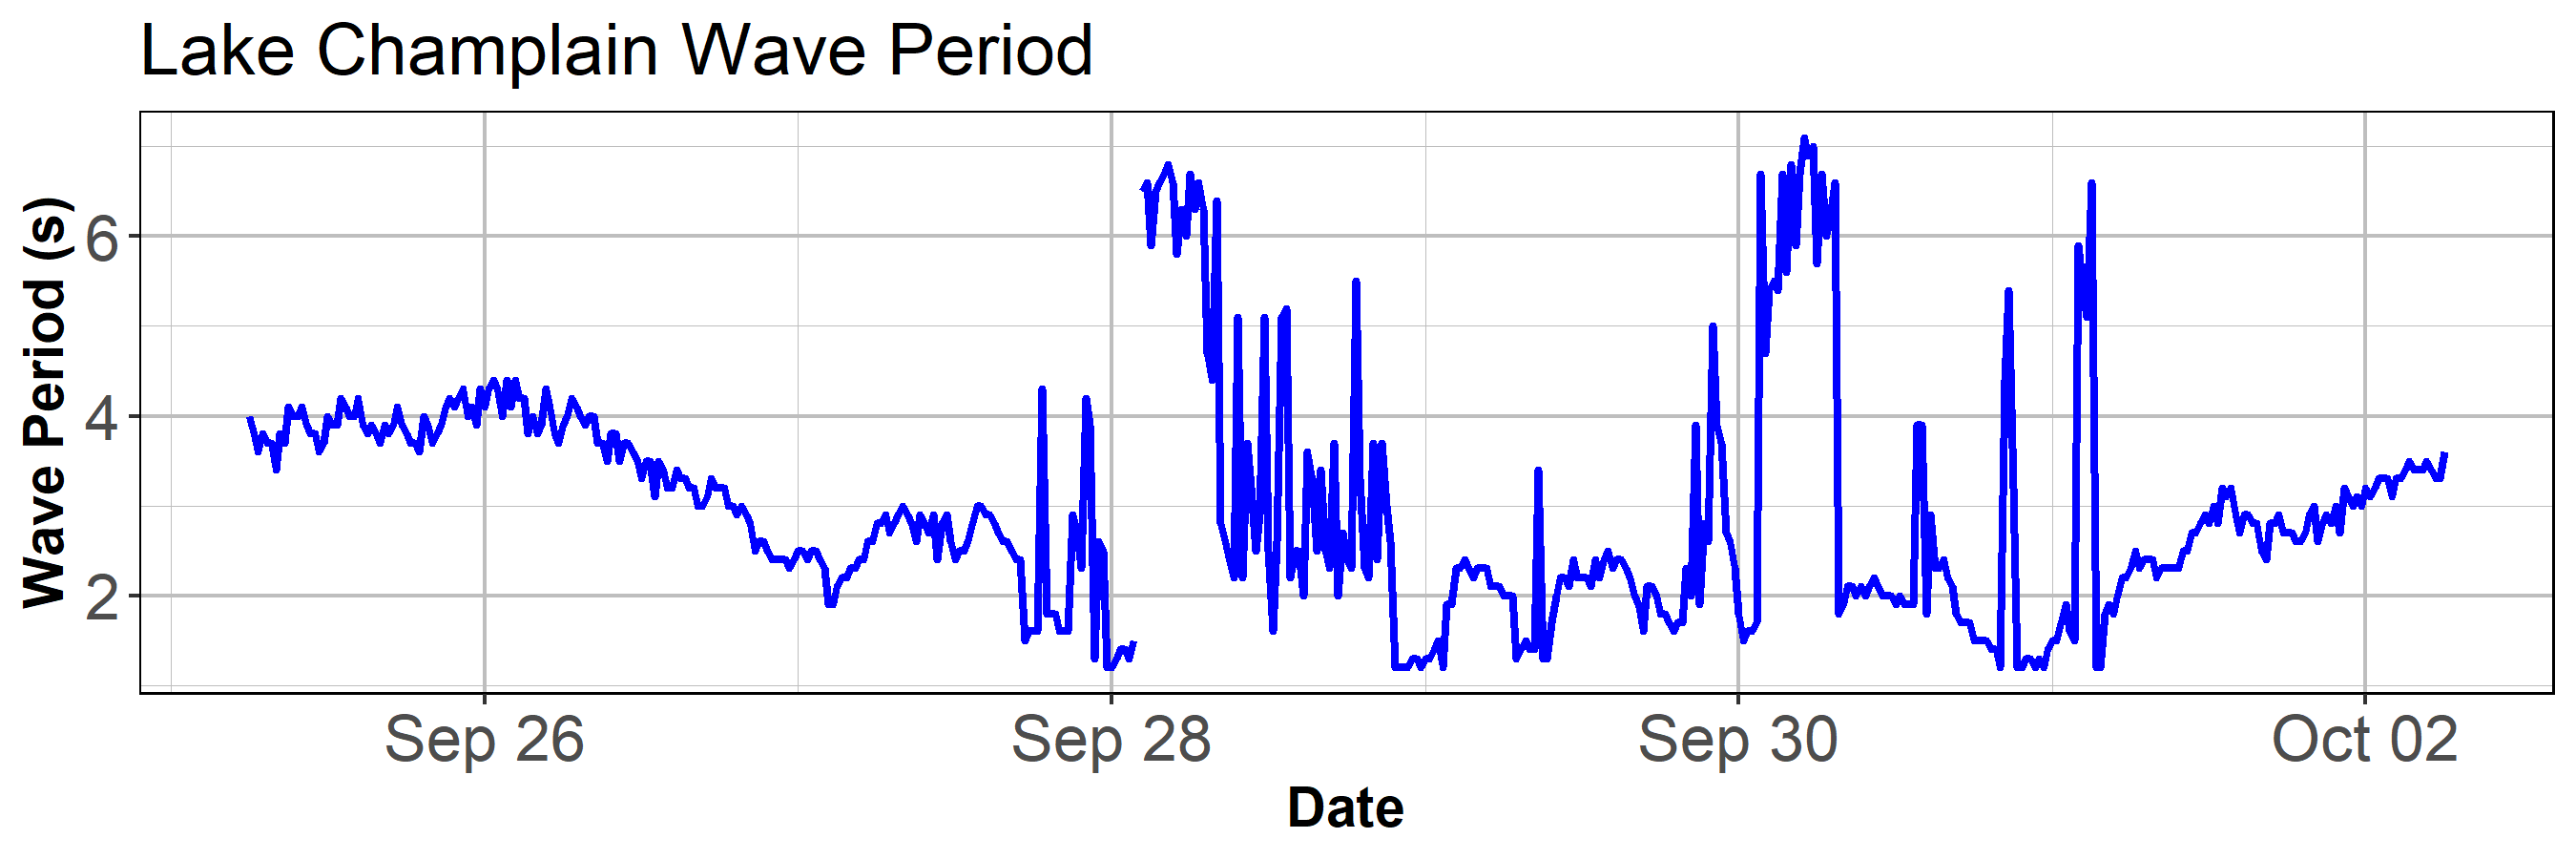 Lake Champlain Wave Period
Wave Period (s)
6
4
2
Sep 26
Sep 28
Sep 30
Oct 02
Date